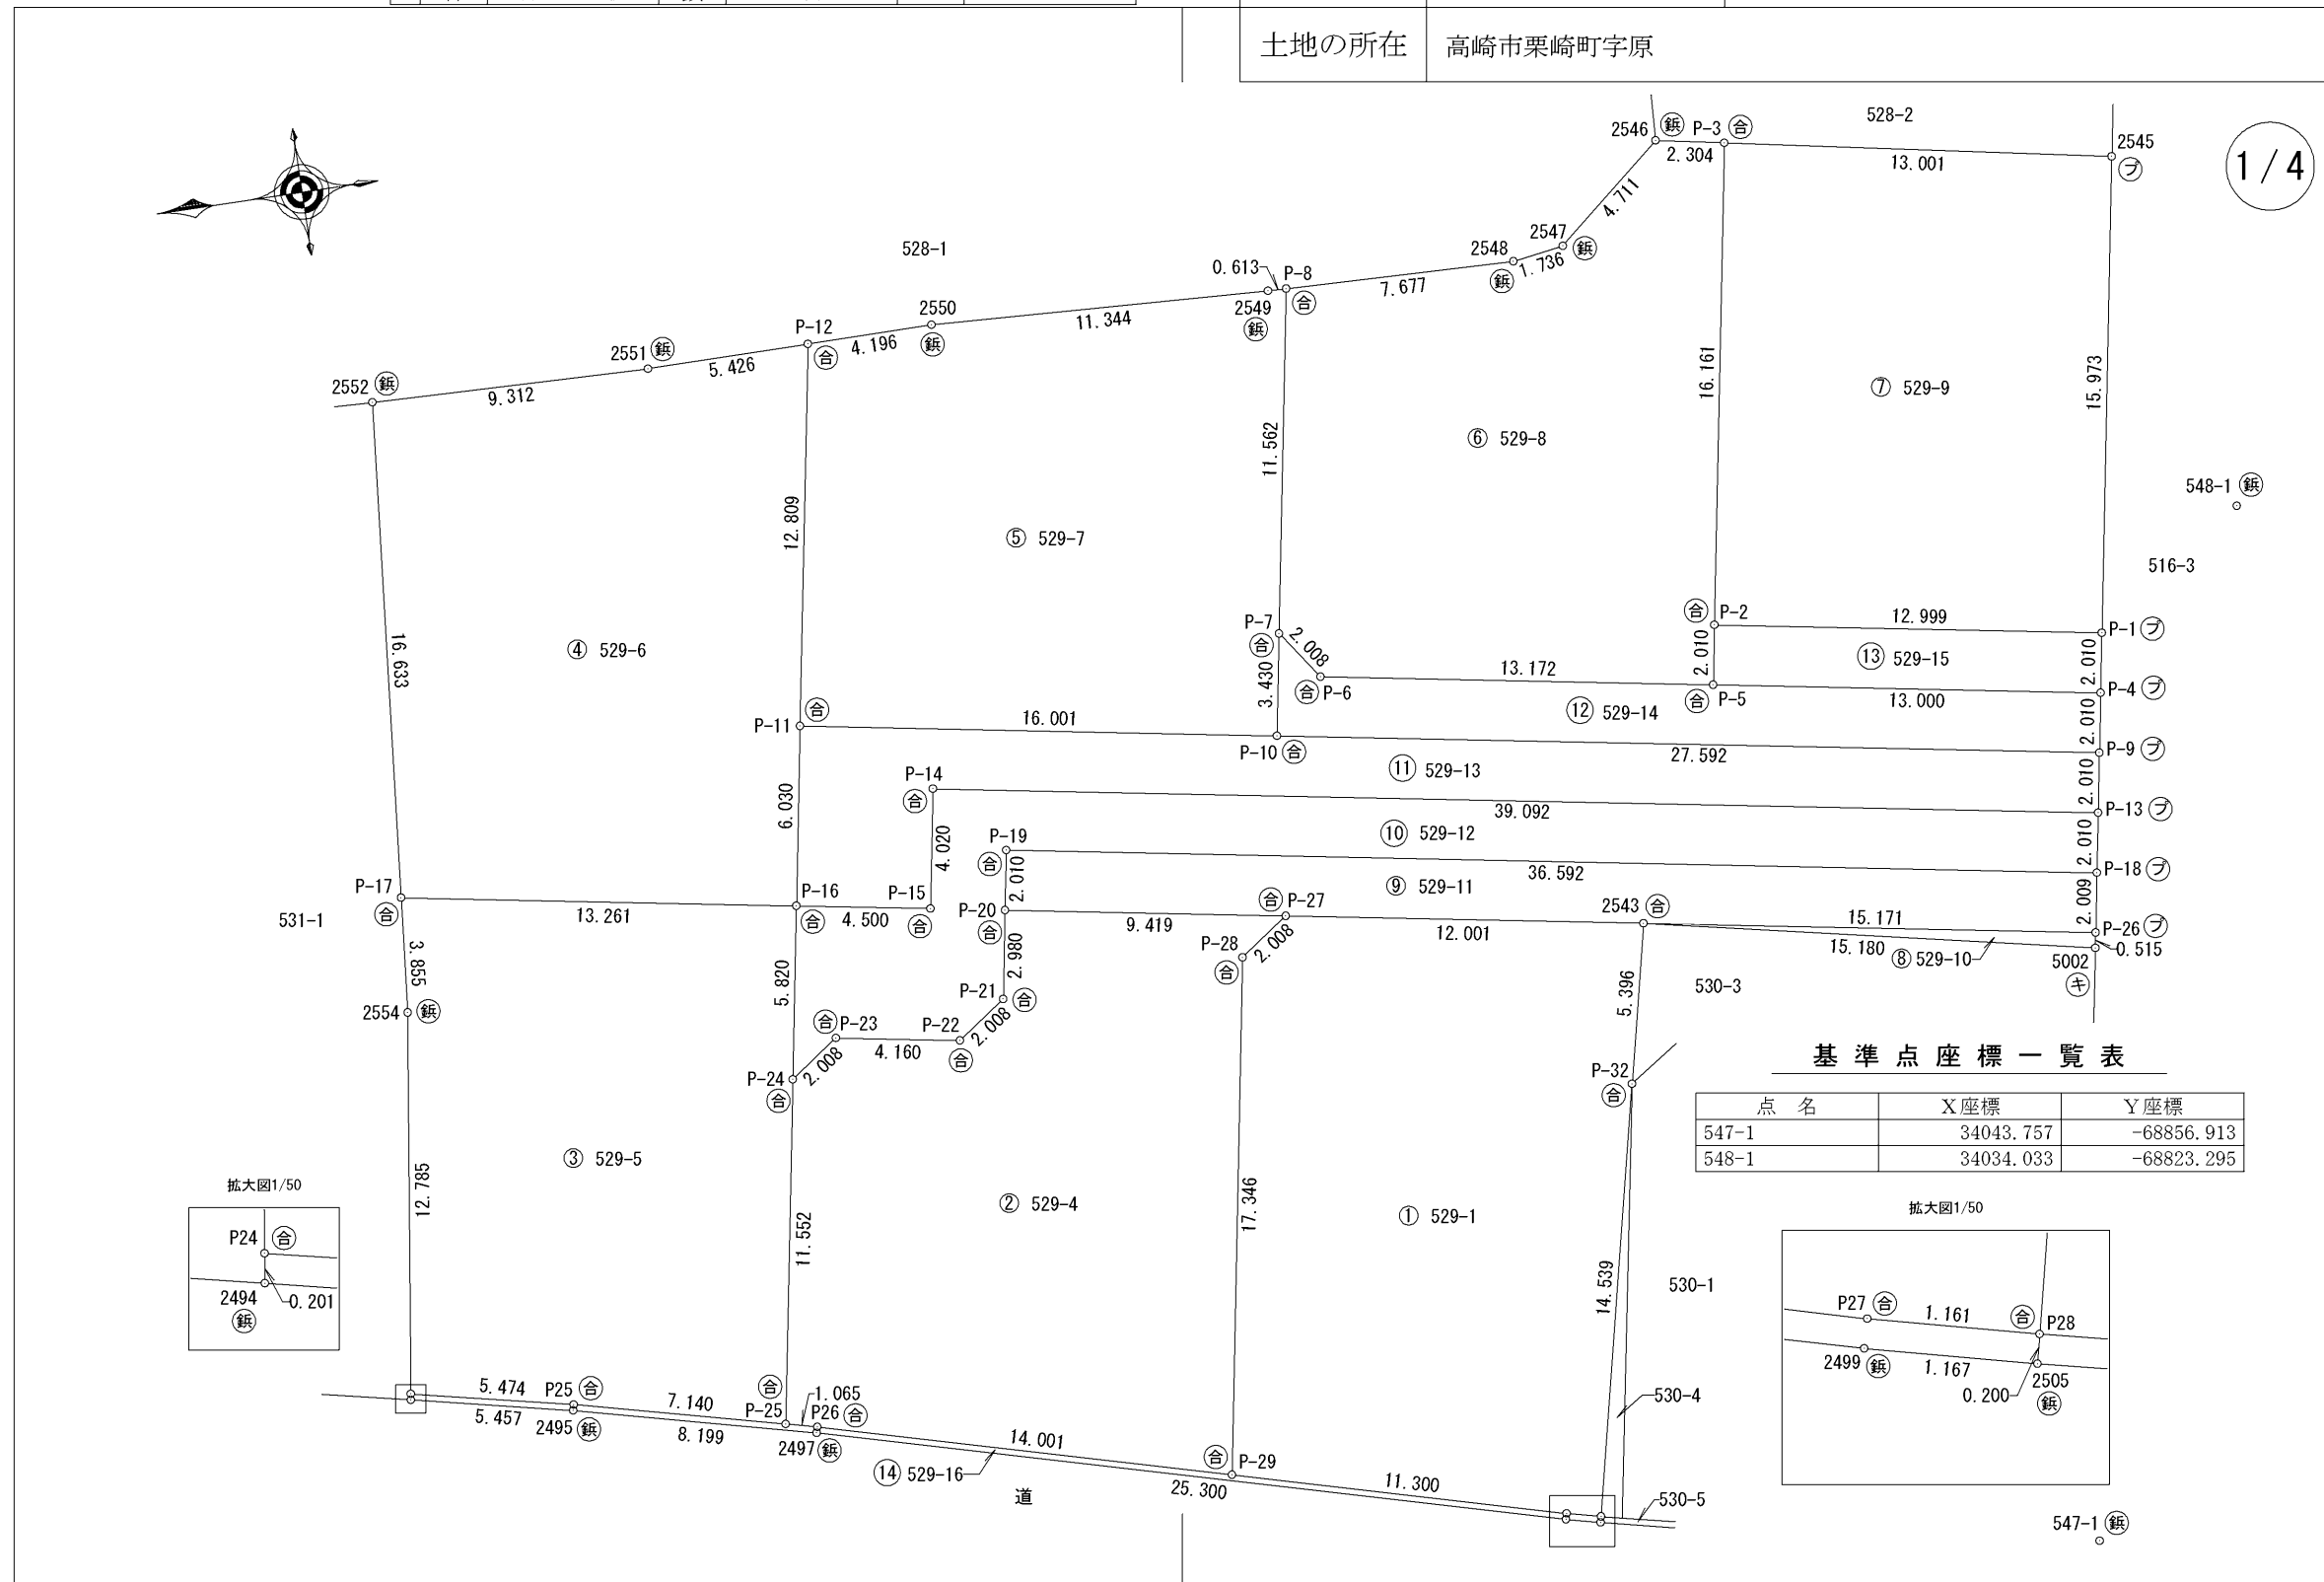 土地の所在 高崎市栗崎町字原
1/4
528-2
2546 鋲 P-3 合
2545
プ
2.304
13.001
4.711
528-1
2547
鋲
2548
鋲
1.736
0.613
P-8
合
7.677
2549
鋲
11.344
2550
鋲
P-12
合
4.196
2551 鋲
5.426
2552 鋲
9.312
16.161
15.973
⑦ 529-9
11.562
⑥ 529-8
548-1 鋲
12.809
⑤ 529-7
516-3
16.633
④ 529-6
P-7
合
2.008
合 P-2
12.999
P-1 プ
2.010
⑬ 529-15
2.010
3.430
合 P-6
13.172
合 P-5
13.000
P-4 プ
⑫ 529-14
2.010
P-11 合
16.001
P-10 合
27.592
P-9 プ
⑪ 529-13
2.010
6.030
P-14
合
39.092
P-13 プ
4.020
⑩ 529-12
2.010
P-19
合
2.010
36.592
P-18 プ
⑨ 529-11
2.009
P-17
合
531-1
13.261
P-16
合
4.500
P-15
合
P-20
合
9.419
合 P-27
12.001
2543 合
15.171
P-26 プ
15.180
⑧ 529-10
0.515
5002
キ
3.855
5.820
2.980
P-28
合
2.008
5.396
530-3
2554 鋲
P-21 合
2.008
合 P-23
P-22
合
4.160
P-24
合
2.008
P-32
合
基準点座標一覧表
点 名 X座標 Y座標
547-1 34043.757 -68856.913
548-1 34034.033 -68823.295
③ 529-5
12.785
11.552
② 529-4
17.346
① 529-1
14.539
530-1
拡大図1/50
P24 合
2494
鋲
0.201
拡大図1/50
P27 合
1.161
合 P28
2499 鋲
1.167
2505
鋲
0.200
5.474
P25 合
7.140
合
P-25
1.065
P26 合
5.457
2495 鋲
8.199
2497 鋲
14.001
⑭ 529-16
合 P-29
25.300
11.300
道
530-4
530-5
547-1 鋲